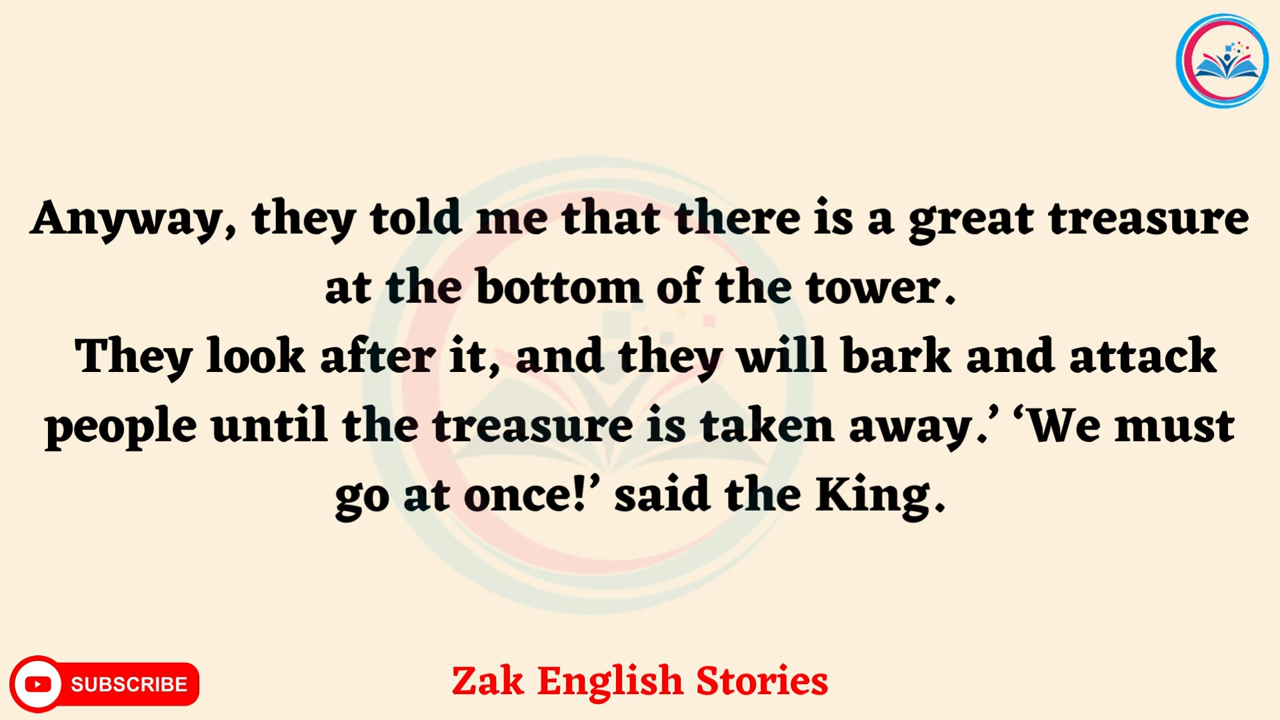 Anyway, they told me that there is a great treasure
at the bottom of the tower.
They look after it, and they will bark and attack
people until the treasure is taken away.’ ‘We must
go at once!’ said the King.
SUBSCRIBE
Zak English Stories